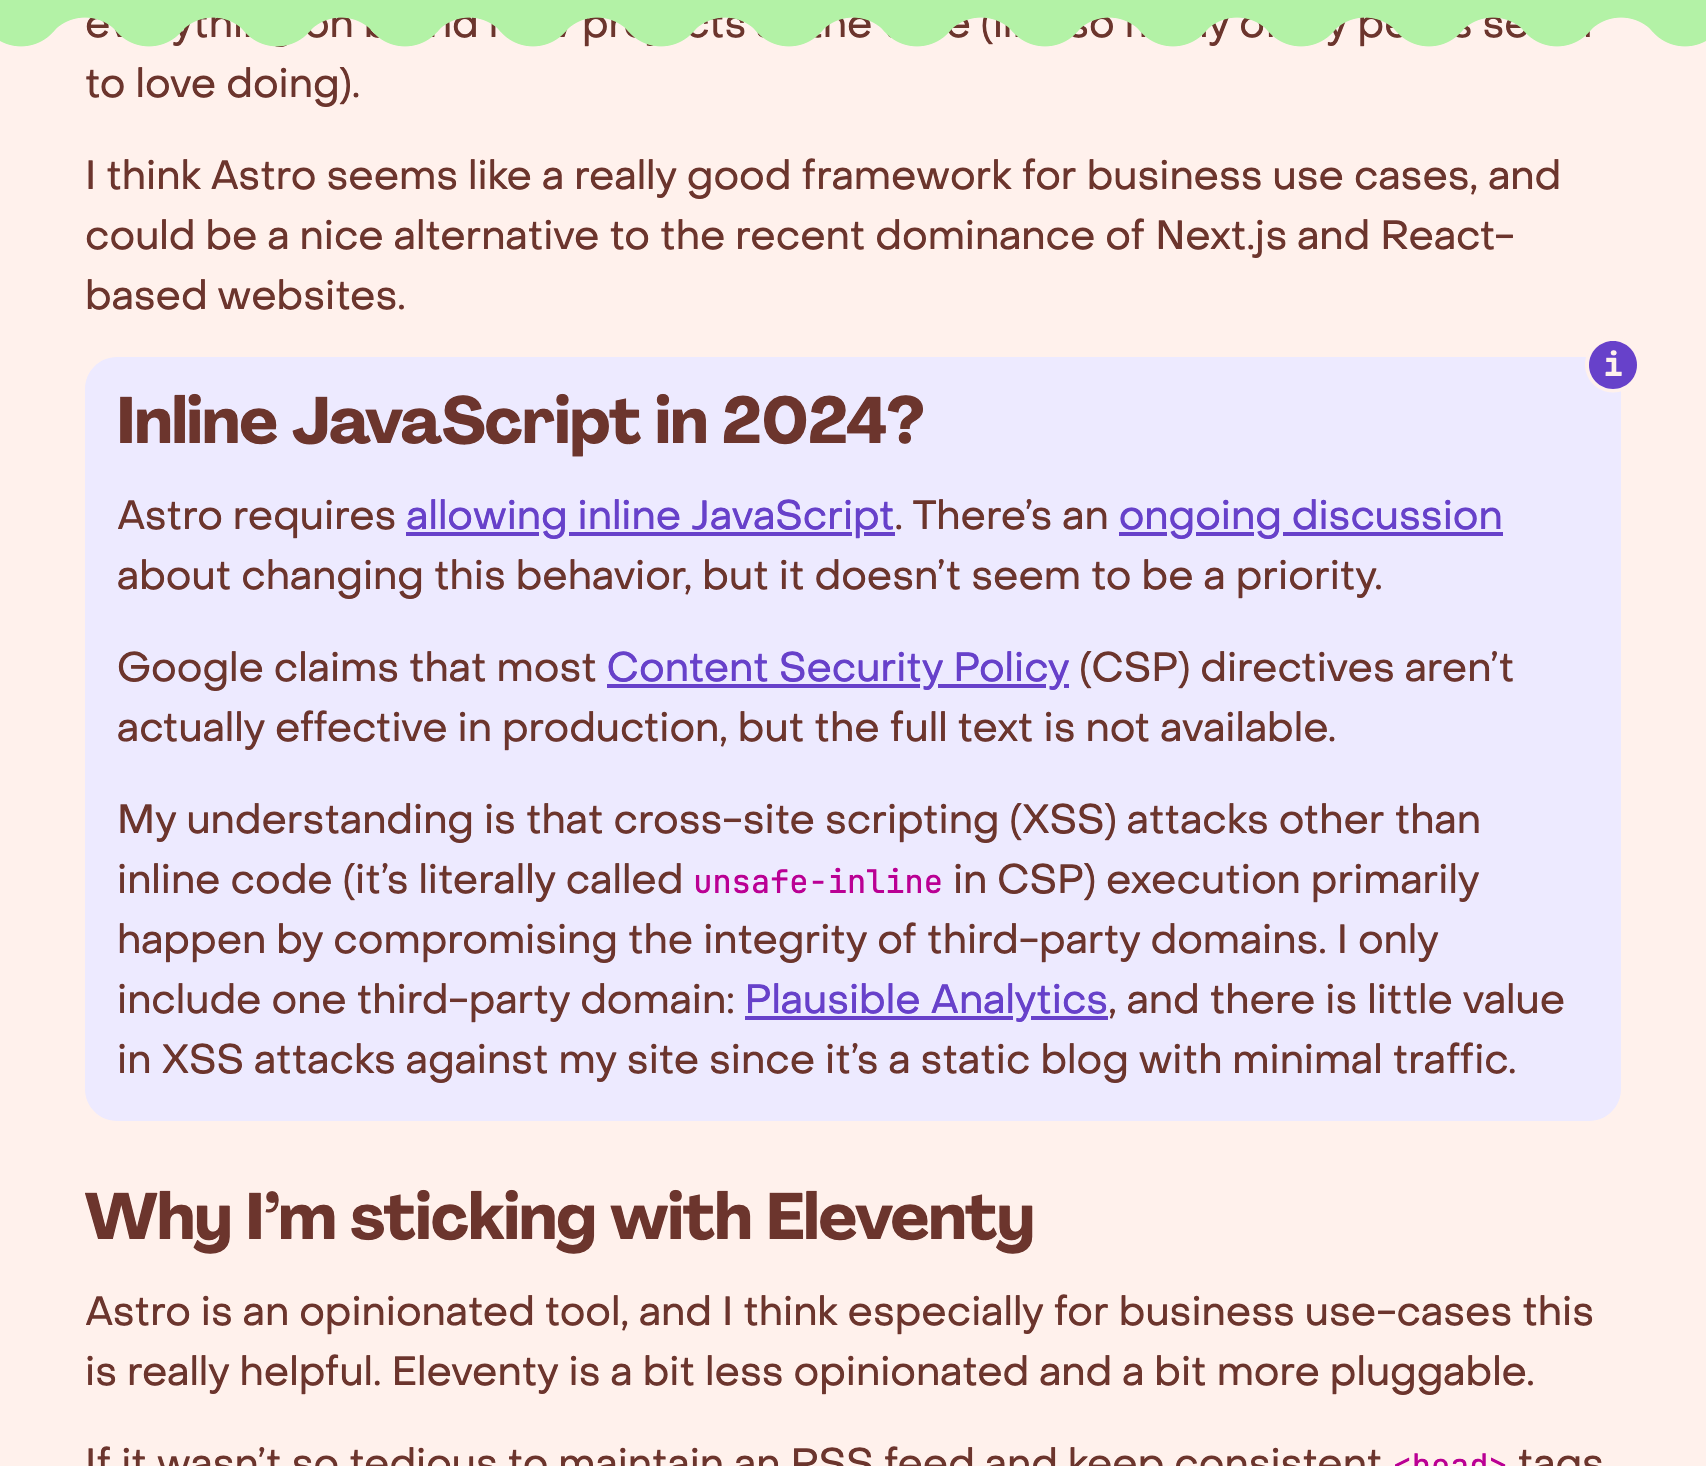 to love doing).
I think Astro seems like a really good framework for business use cases, and
could be a nice alternative to the recent dominance of Next.js and React-
based websites.
i
Inline JavaScript in 2024?
Astro requires allowing inline JavaScript. There’s an ongoing discussion
about changing this behavior, but it doesn’t seem to be a priority.
Google claims that most Content Security Policy (CSP) directives aren’t
actually effective in production, but the full text is not available.
My understanding is that cross-site scripting (XSS) attacks other than
inline code (it’s literally called unsafe-inline in CSP) execution primarily
happen by compromising the integrity of third-party domains. I only
include one third-party domain: Plausible Analytics, and there is little value
in XSS attacks against my site since it’s a static blog with minimal traffic.
Why I’m sticking with Eleventy
Astro is an opinionated tool, and I think especially for business use-cases this
is really helpful. Eleventy is a bit less opinionated and a bit more pluggable.
If it wasn’t so tedious to maintain an RSS feed and keep consistent <head> tags